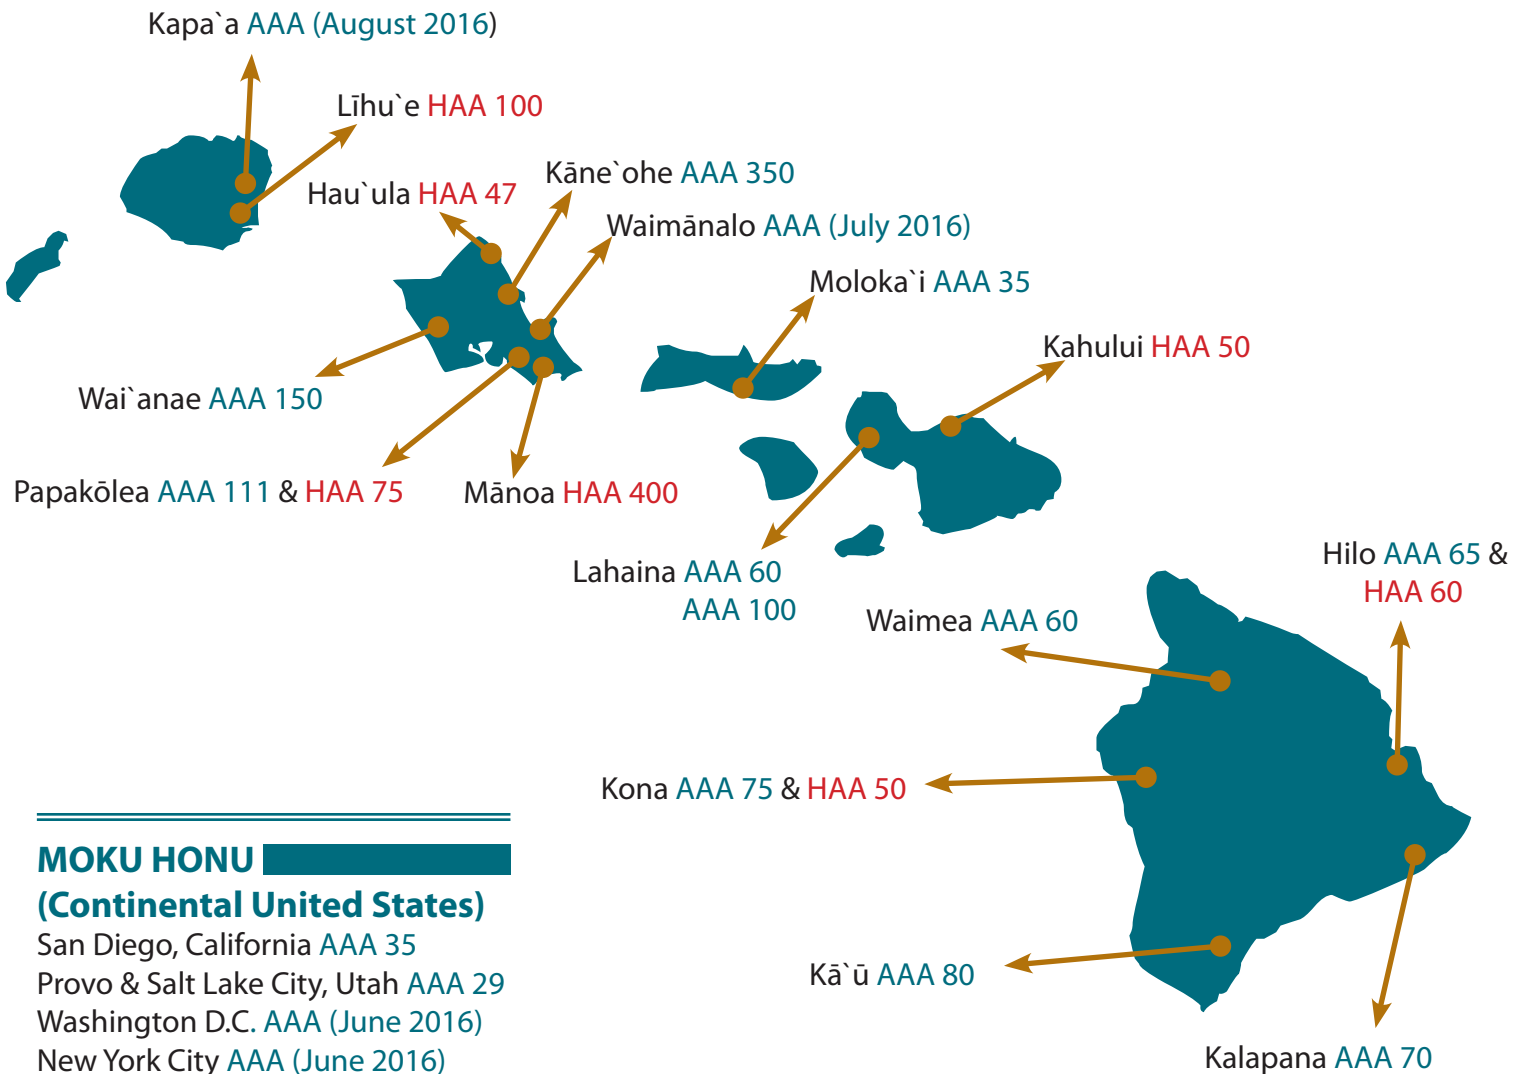 Kapa`a AAA (August 2016)
Līhu`e HAA 100
Kāne`ohe AAA 350
Hau`ula HAA 47
Waimānalo AAA (July 2016)
Moloka`i AAA 35
Kahului HAA 50
Wai`anae AAA 150
Papakōlea AAA 111 & HAA 75
Mānoa HAA 400
Lahaina AAA 60
AAA 100
Hilo AAA 65 &
HAA 60
Waimea AAA 60
Kona AAA 75 & HAA 50
Kā`ū AAA 80
Kalapana AAA 70
MOKU HONU
(Continental United States)
San Diego, California AAA 35
Provo & Salt Lake City, Utah AAA 29
Washington D.C. AAA (June 2016)
New York City AAA (June 2016)